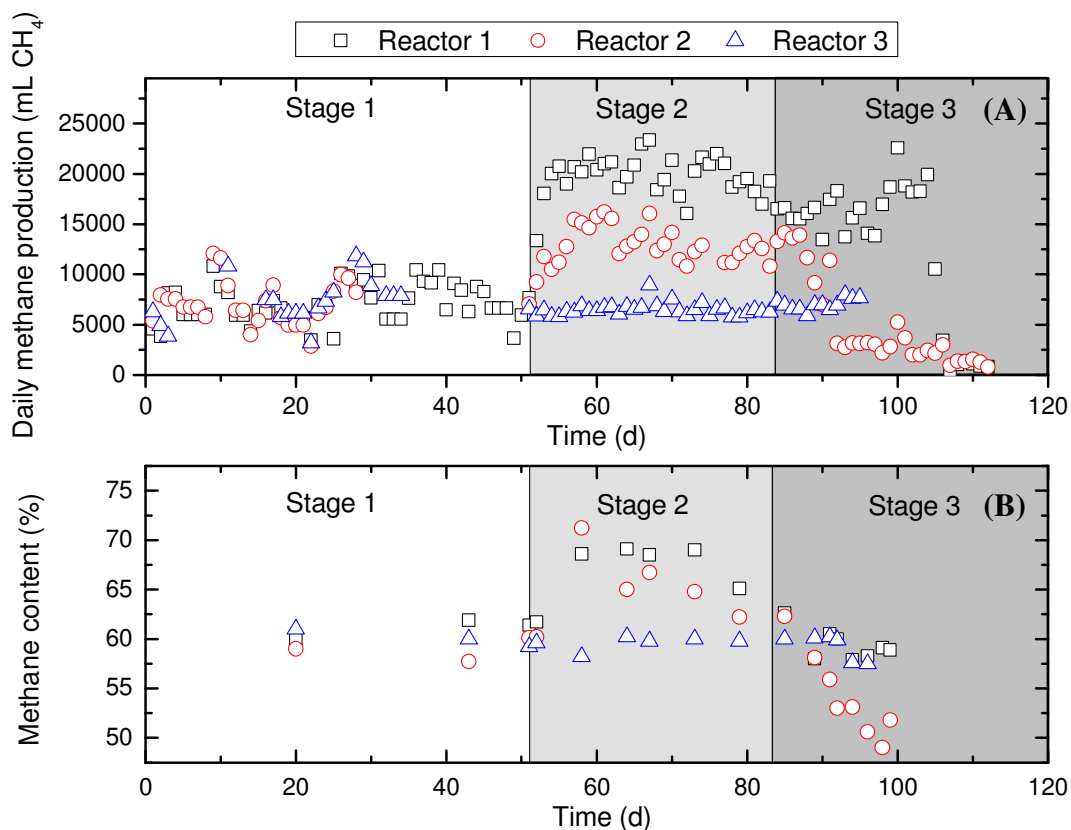 Reactor 1 Reactor 2 Reactor 3
Stage 1 Stage 2 Stage 3 (A)
Daily methane production (mL CH₄)
25000
20000
15000
10000
5000
0
0 20 40 60 80 100 120
Time (d)
Stage 1 Stage 2 Stage 3 (B)
Methane content (%)
75
70
65
60
55
50
0 20 40 60 80 100 120
Time (d)